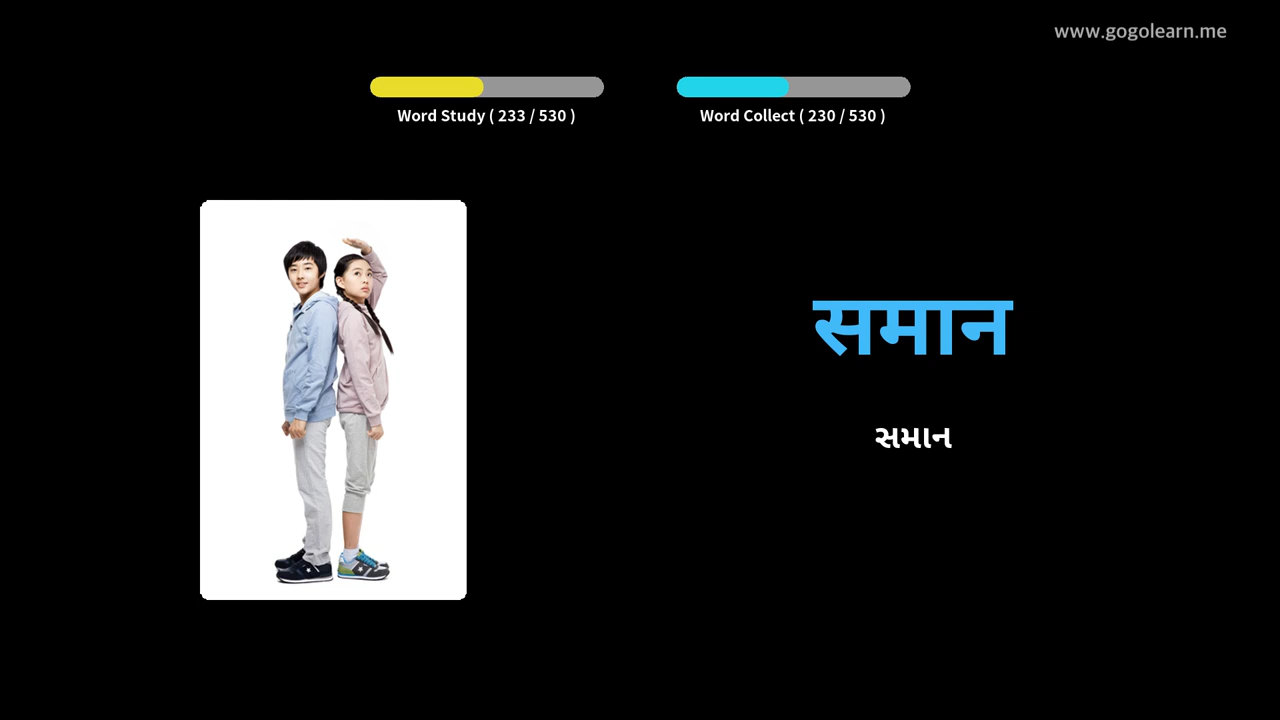 www.gogolearn.me
Word Study ( 233 / 530 )
Word Collect ( 230 / 530 )
समान
સમાન